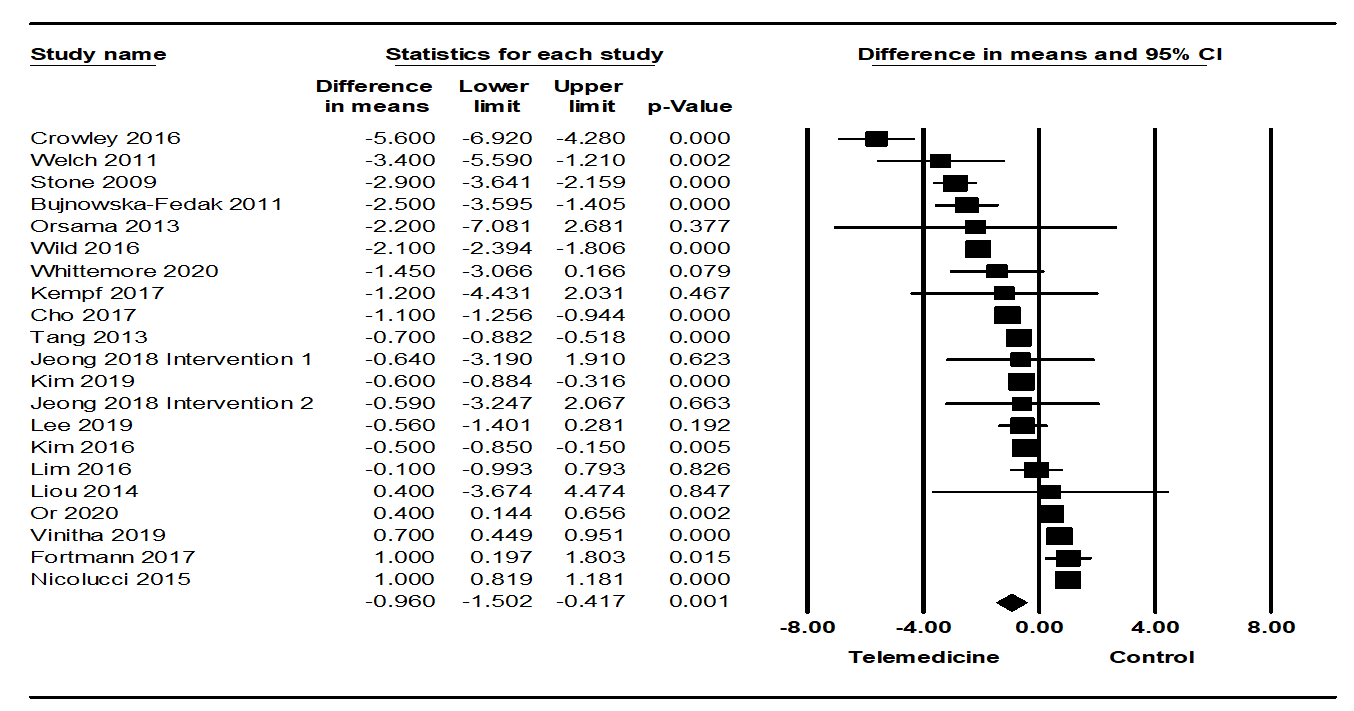 Study name Statistics for each study Difference in means and 95% CI
Difference Lower Upper
in means limit limit p-Value
Crowley 2016 -5.600 -6.920 -4.280 0.000
Welch 2011 -3.400 -5.590 -1.210 0.002
Stone 2009 -2.900 -3.641 -2.159 0.000
Bujnowska-Fedak 2011 -2.500 -3.595 -1.405 0.000
Orsama 2013 -2.200 -7.081 2.681 0.377
Wild 2016 -2.100 -2.394 -1.806 0.000
Whittemore 2020 -1.450 -3.066 0.166 0.079
Kempf 2017 -1.200 -4.431 2.031 0.467
Cho 2017 -1.100 -1.256 -0.944 0.000
Tang 2013 -0.700 -0.882 -0.518 0.000
Jeong 2018 Intervention 1 -0.640 -3.190 1.910 0.623
Kim 2019 -0.600 -0.884 -0.316 0.000
Jeong 2018 Intervention 2 -0.590 -3.247 2.067 0.663
Lee 2019 -0.560 -1.401 0.281 0.192
Kim 2016 -0.500 -0.850 -0.150 0.005
Lim 2016 -0.100 -0.993 0.793 0.826
Liou 2014 0.400 -3.674 4.474 0.847
Or 2020 0.400 0.144 0.656 0.002
Vinitha 2019 0.700 0.449 0.951 0.000
Fortmann 2017 1.000 0.197 1.803 0.015
Nicolucci 2015 1.000 0.819 1.181 0.000
-0.960 -1.502 -0.417 0.001
-8.00 -4.00 0.00 4.00 8.00
Telemedicine Control